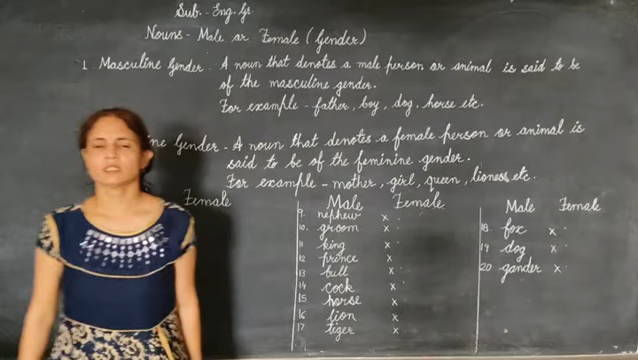 Sub. - Eng. Gr.
Nouns - Male or Female (Gender)
1. Masculine Gender - A noun that denotes a male person or animal is said to be
of the masculine gender.
For example - father, boy, dog, horse etc.
ine Gender - A noun that denotes a female person or animal is
said to be of the feminine gender.
For example - mother, girl, queen, lioness, etc.
Female
Male Female
9. nephew x
10. groom x
11 king x
12 prince x
13 bull x
14 cock x
15 horse x
16 lion x
17 tiger x
Male Female
18. fox x
19 dog x
20 gander x